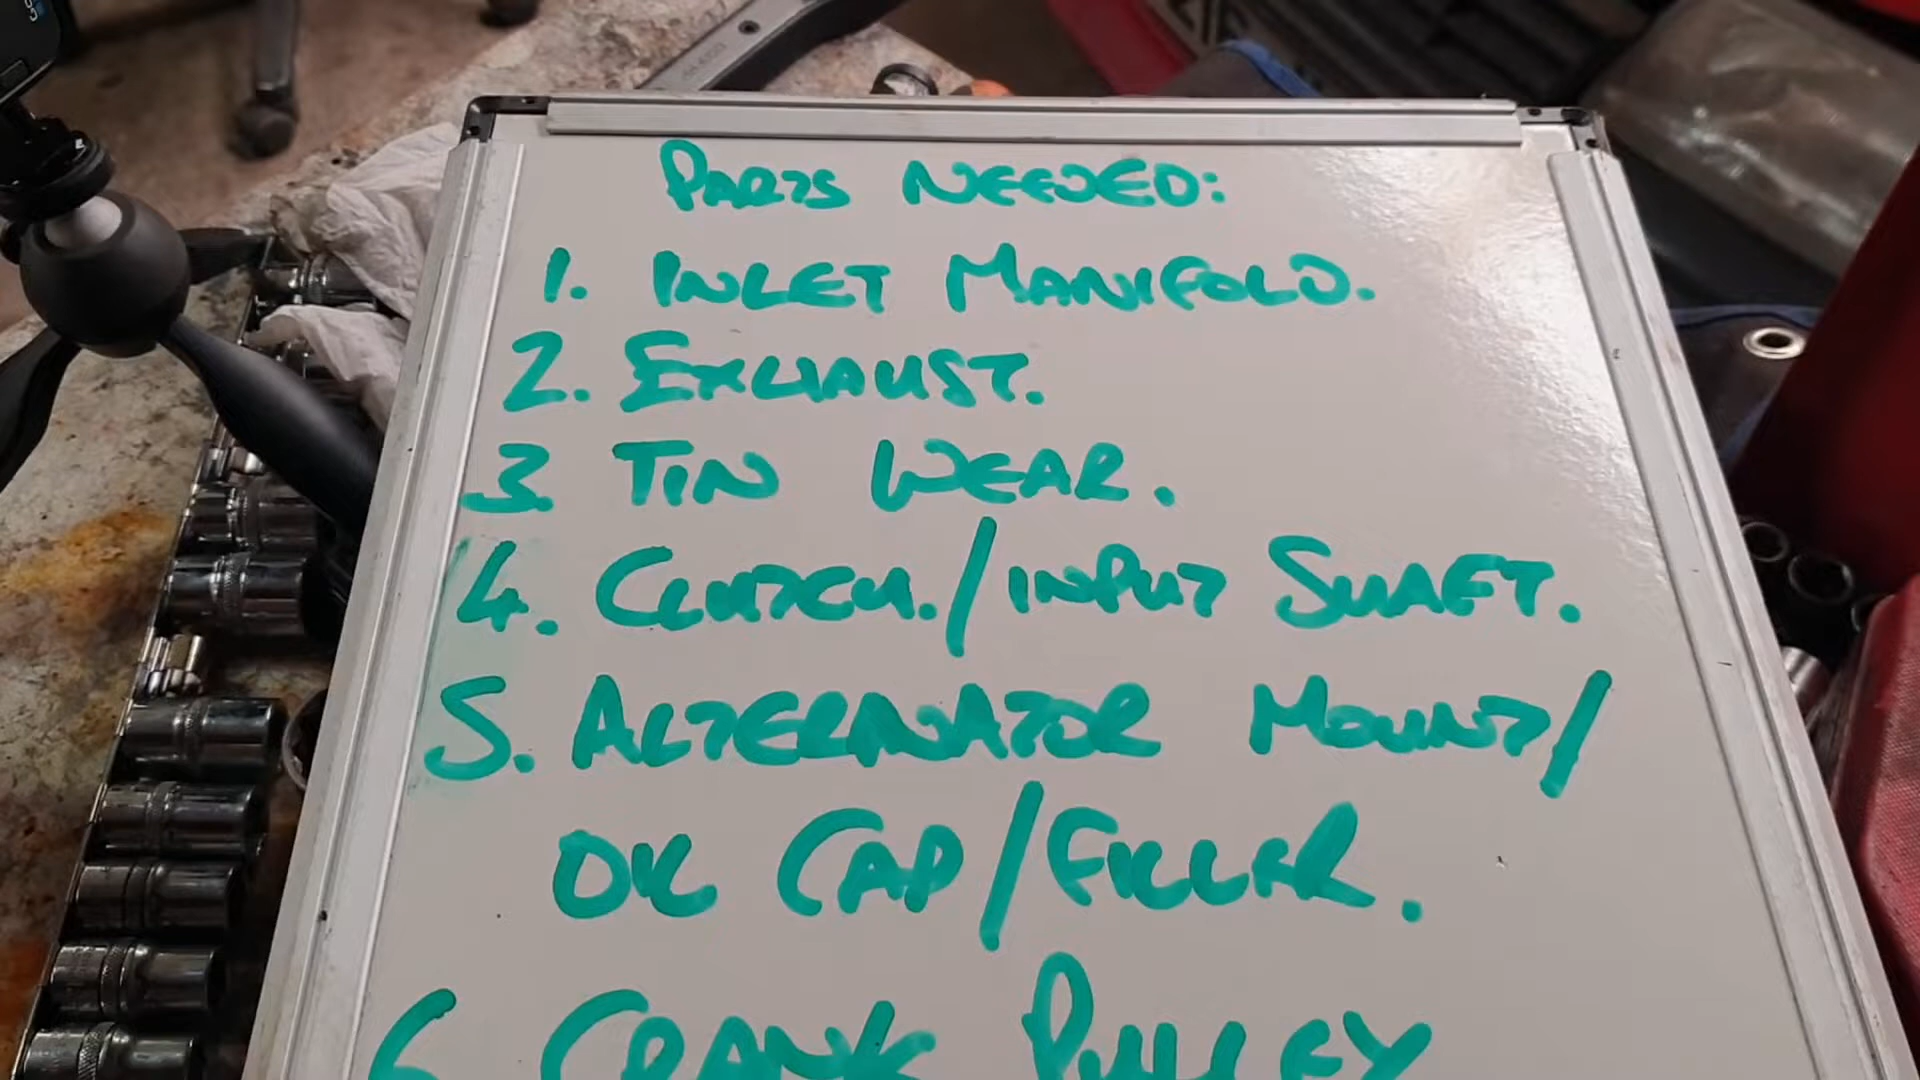 PARTS NEEDED:
1. INLET MANIFOLD.
2. EXHAUST.
3. TIN WEAR.
4. CLUTCH./INPUT SHAFT.
5. ALTERNATOR MOUNT/
OIL CAP/FILLER.
6. CRANK PULLEY